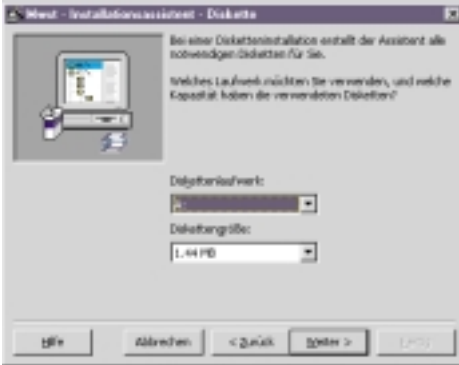 - Installationsassistent - Diskette
Bei einer Disketteninstallation erstellt der Assistent alle
notwendigen Disketten für Sie.
Welches Laufwerk möchten Sie verwenden, und welche
Kapazität haben die verwendeten Disketten?
Diskettenlaufwerk:
Diskettengröße:
1.44 MB
Hilfe
Abbrechen
< Zurück
Weiter >